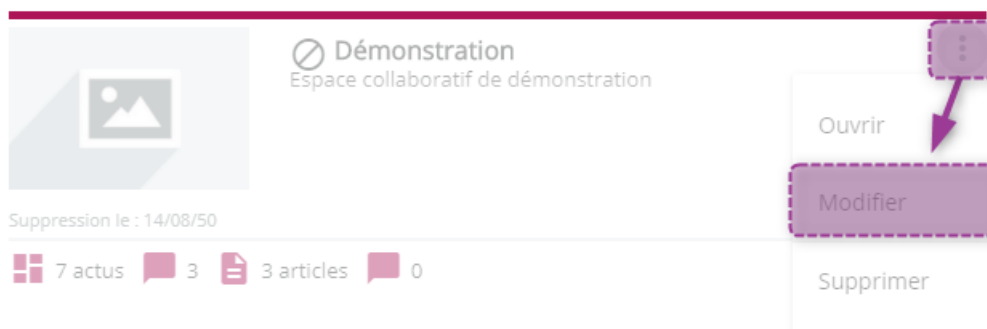 Démonstration
Espace collaboratif de démonstration
Ouvrir
Modifier
Suppression le : 14/08/50
7 actus 3 3 articles 0
Supprimer